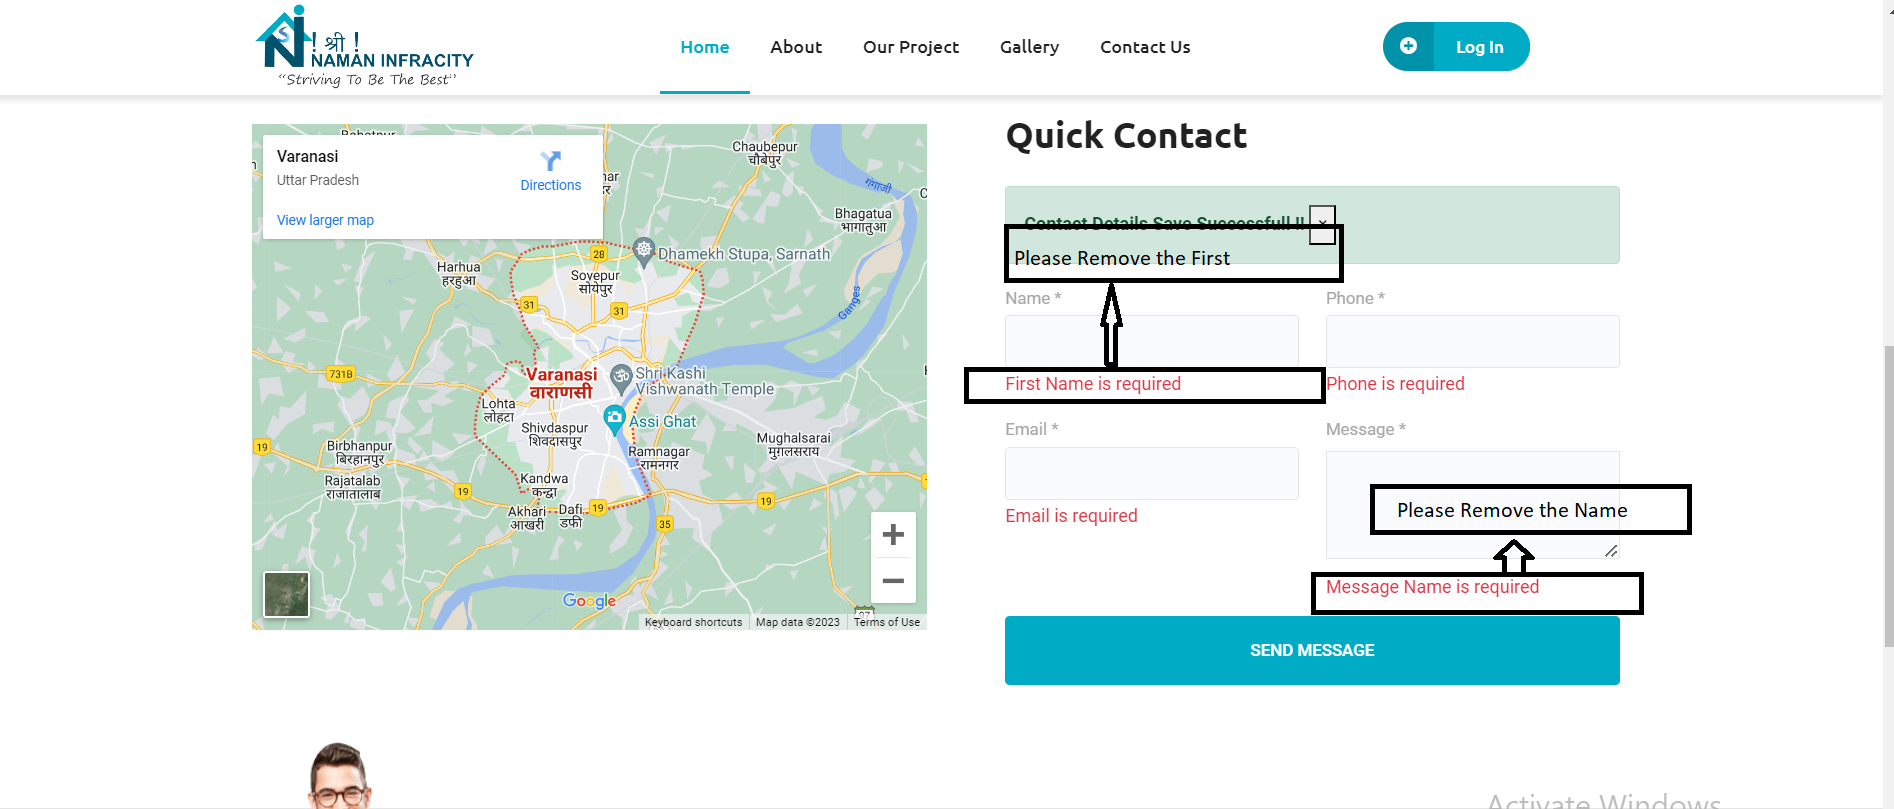 ! श्री !
NAMAN INFRACITY
“Striving To Be The Best”
Home
About
Our Project
Gallery
Contact Us
Log In
Varanasi
Uttar Pradesh
Directions
View larger map
Chaubepur
चौबेपुर
गंगाजी
Bhagatua
भागातुआ
Dhamekh Stupa, Sarnath
28
Harhua
हरहुआ
Soyepur
सोयेपुर
31
31
Ganges
731B
Varanasi
वाराणसी
Shri Kashi
Vishwanath Temple
Lohta
लोहटा
Assi Ghat
Shivdaspur
शिवदासपुर
Mughalsarai
मुग़लसराय
19
Birbhanpur
बिरहानपुर
Ramnagar
रामनगर
Rajatalab
राजातालाब
Kandwa
कन्द्वा
19
19
19
Akhari
आखरी
Dafi
डफी
35
Google
Keyboard shortcuts
Map data ©2023
Terms of Use
Quick Contact
Contact Details Save Successfull !!
×
Please Remove the First
Name *
Phone *
First Name is required
Phone is required
Email *
Message *
Please Remove the Name
Email is required
Message Name is required
SEND MESSAGE
Activate Windows